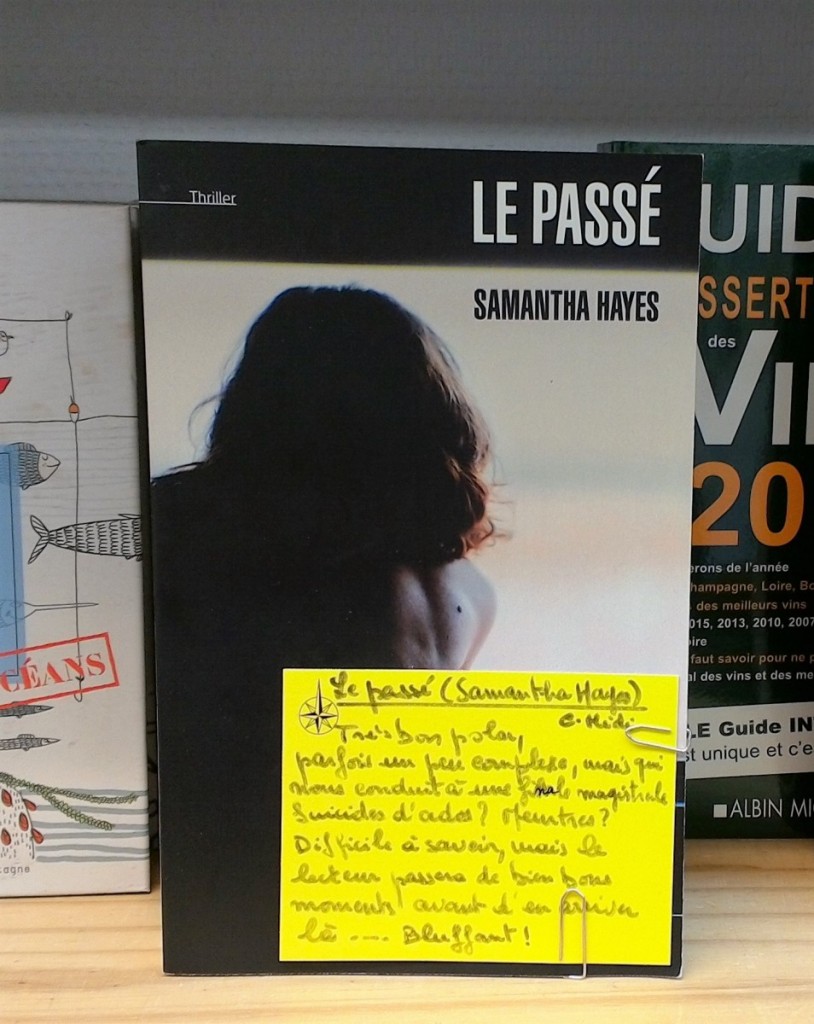 Thriller
LE PASSÉ
SAMANTHA HAYES
Le passé (Samantha Hayes)
C. Midi
Très bon polar,
parfois un peu complexe, mais qui
nous conduit à une finale magistrale
Suicides d'ados? Meurtres?
Difficile à savoir, mais le
lecteur passera de bien bons
moments avant d'en arriver
là .... Bluffant!
CÉANS
tagne
UID
SSERT
des
VI
20
erons de l'année
hampagne, Loire, Bo
des meilleurs vins
015, 2013, 2010, 2007
ire
faut savoir pour ne p
al des vins et des me
LE Guide IN
st unique et c'e
ALBIN MI